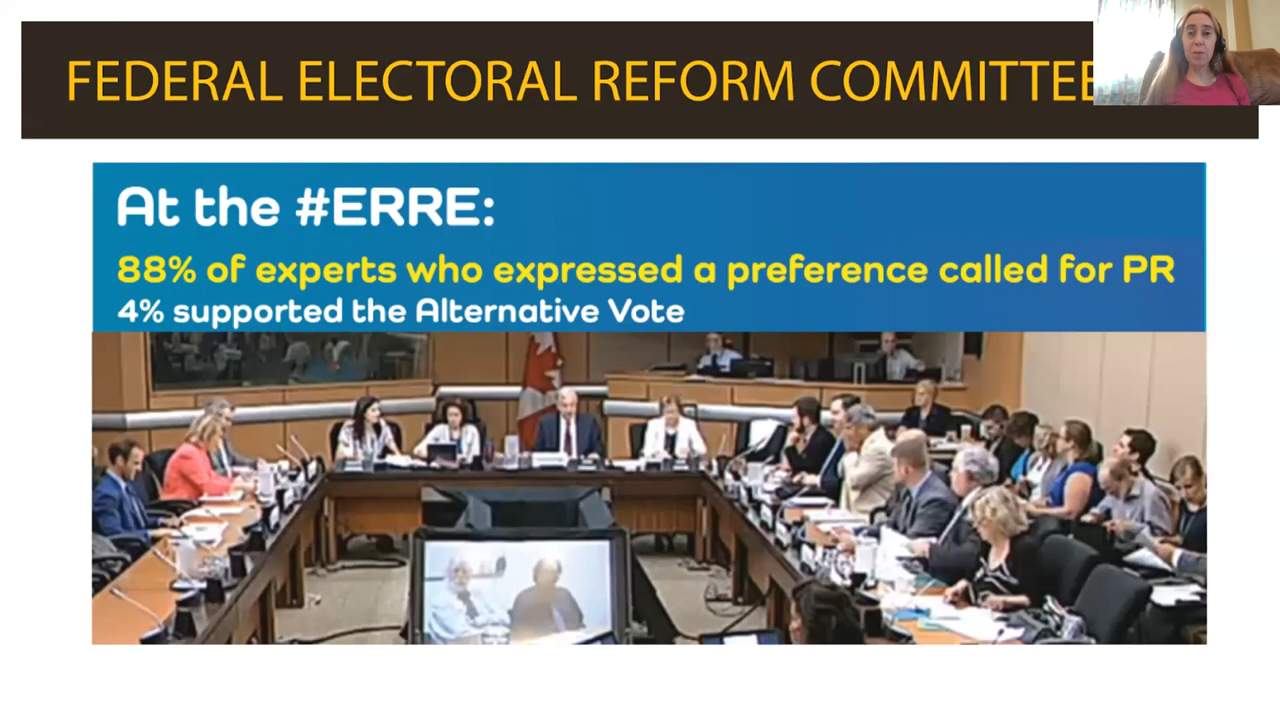 FEDERAL ELECTORAL REFORM COMMITTEE
At the #ERRE:
88% of experts who expressed a preference called for PR
4% supported the Alternative Vote